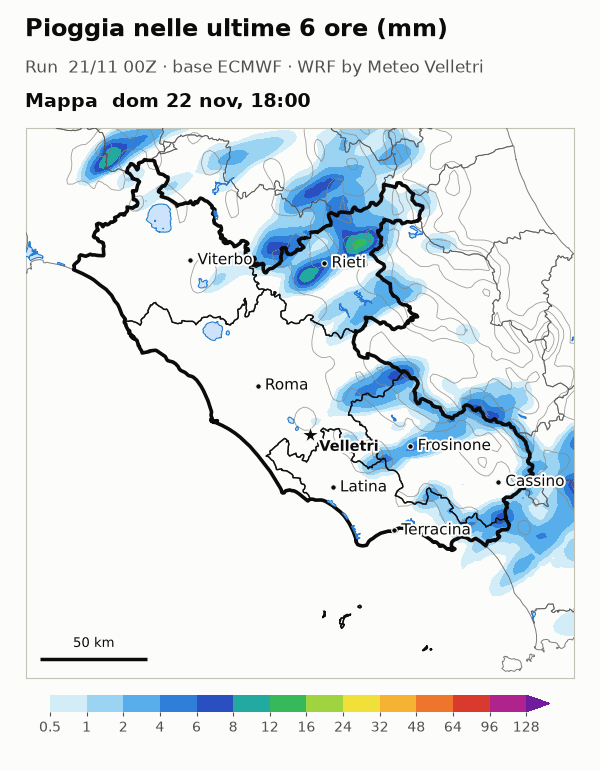 Pioggia nelle ultime 6 ore (mm)
Run 21/11 00Z · base ECMWF · WRF by Meteo Velletri
Mappa dom 22 nov, 18:00
Viterbo
Rieti
Roma
Velletri
Frosinone
Latina
Cassino
Terracina
50 km
0.5 1 2 4 6 8 12 16 24 32 48 64 96 128